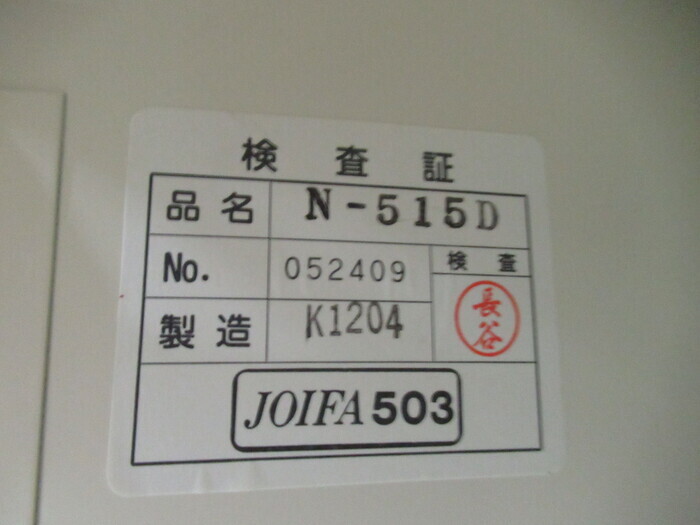 検査証
品名 N-515D
No. 052409 検査
製造 K1204 長谷
JOIFA 503